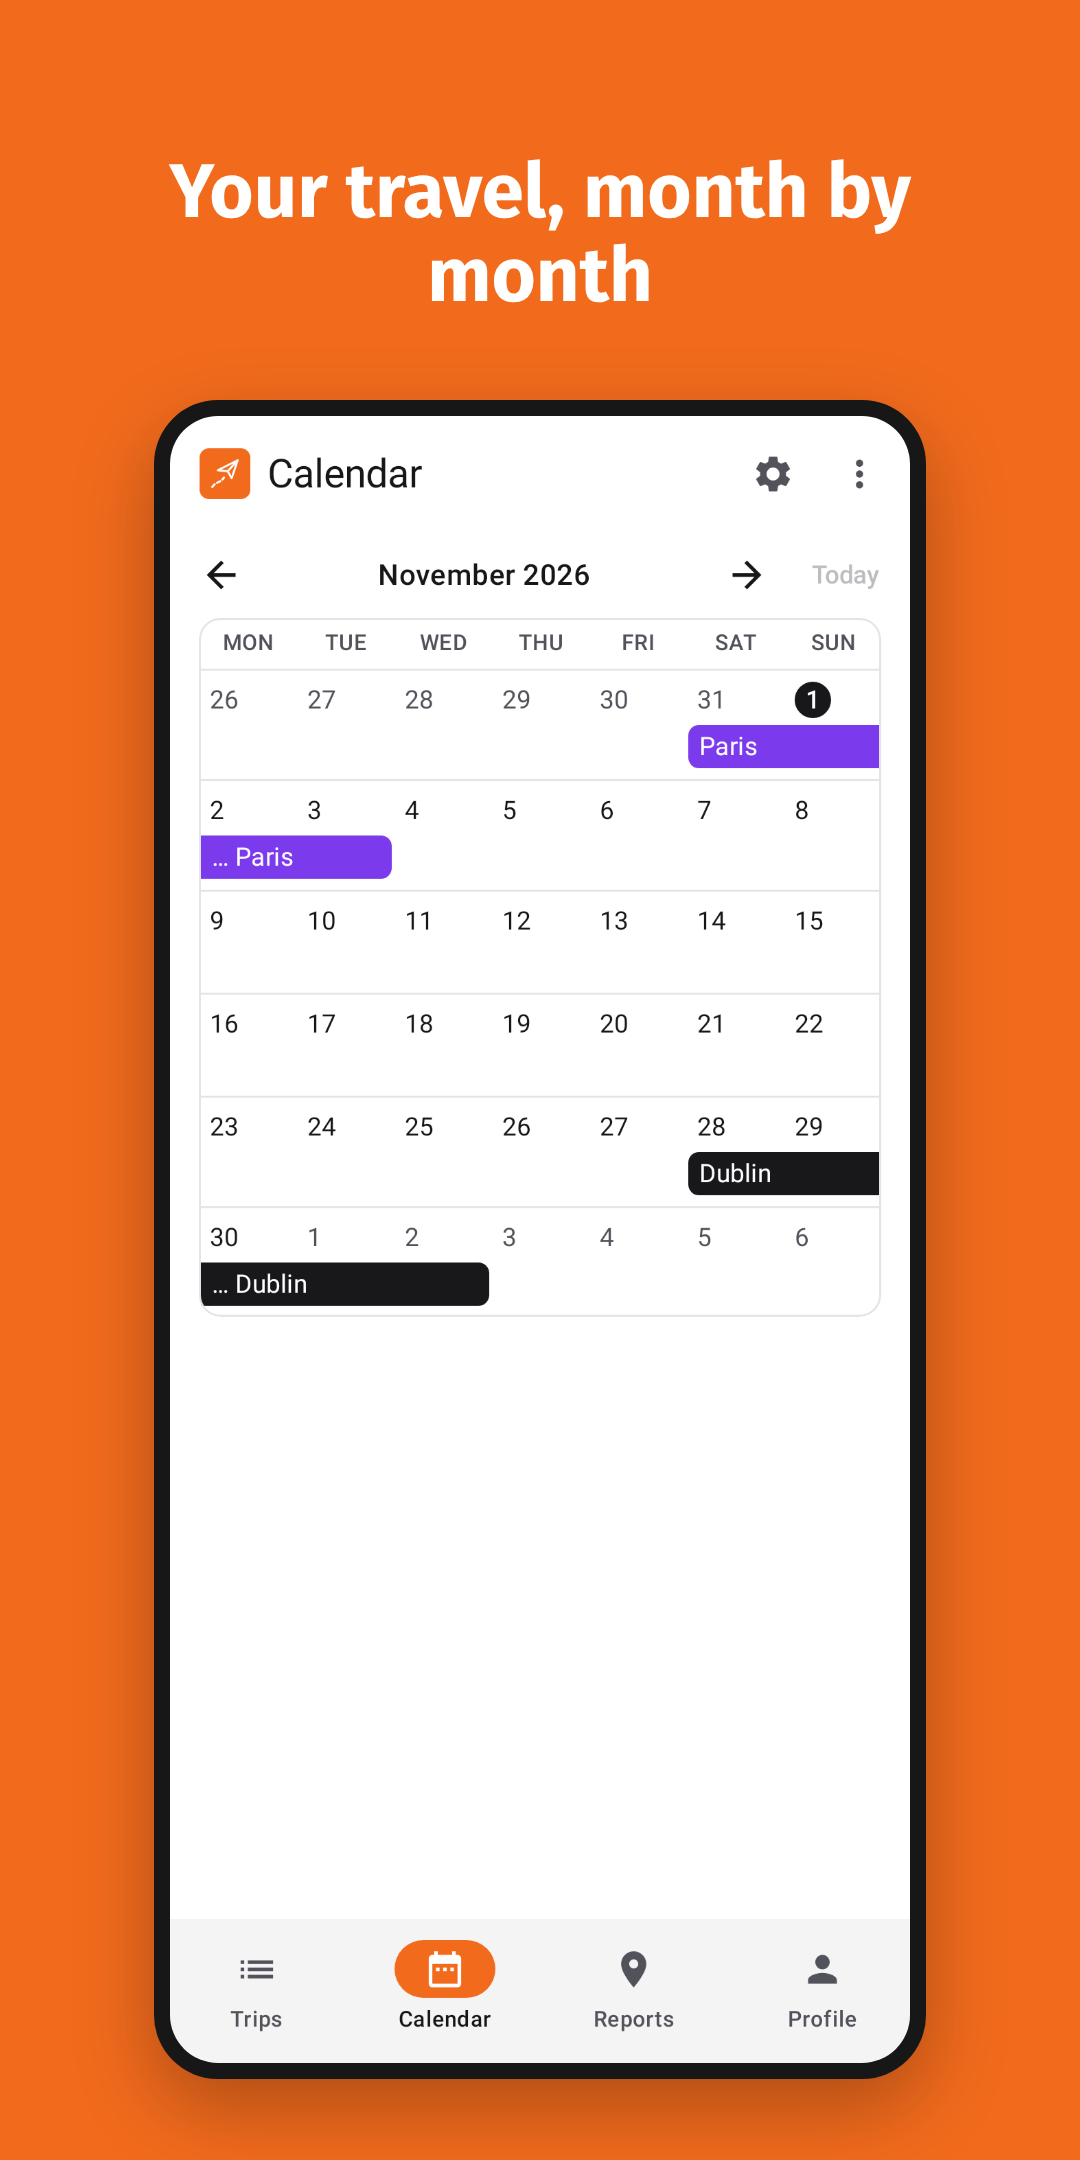 Your travel, month by
month
Calendar
November 2026
Today
MON TUE WED THU FRI SAT SUN
26 27 28 29 30 31 1
Paris
2 3 4 5 6 7 8
... Paris
9 10 11 12 13 14 15
16 17 18 19 20 21 22
23 24 25 26 27 28 29
Dublin
30 1 2 3 4 5 6
... Dublin
Trips Calendar Reports Profile